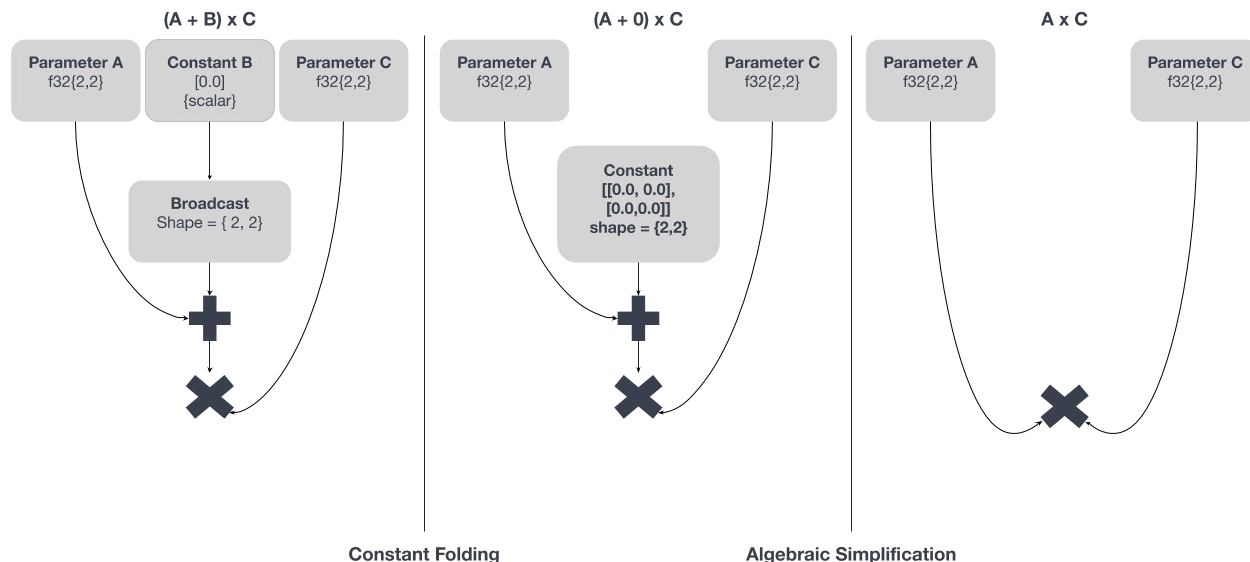 (A + B) x C
Parameter A
f32{2,2}
Constant B
[0.0]
{scalar}
Parameter C
f32{2,2}
Broadcast
Shape = { 2, 2}
(A + 0) x C
Parameter A
f32{2,2}
Parameter C
f32{2,2}
Constant
[[0.0, 0.0],
[0.0,0.0]]
shape = {2,2}
A x C
Parameter A
f32{2,2}
Parameter C
f32{2,2}
Constant Folding
Algebraic Simplification